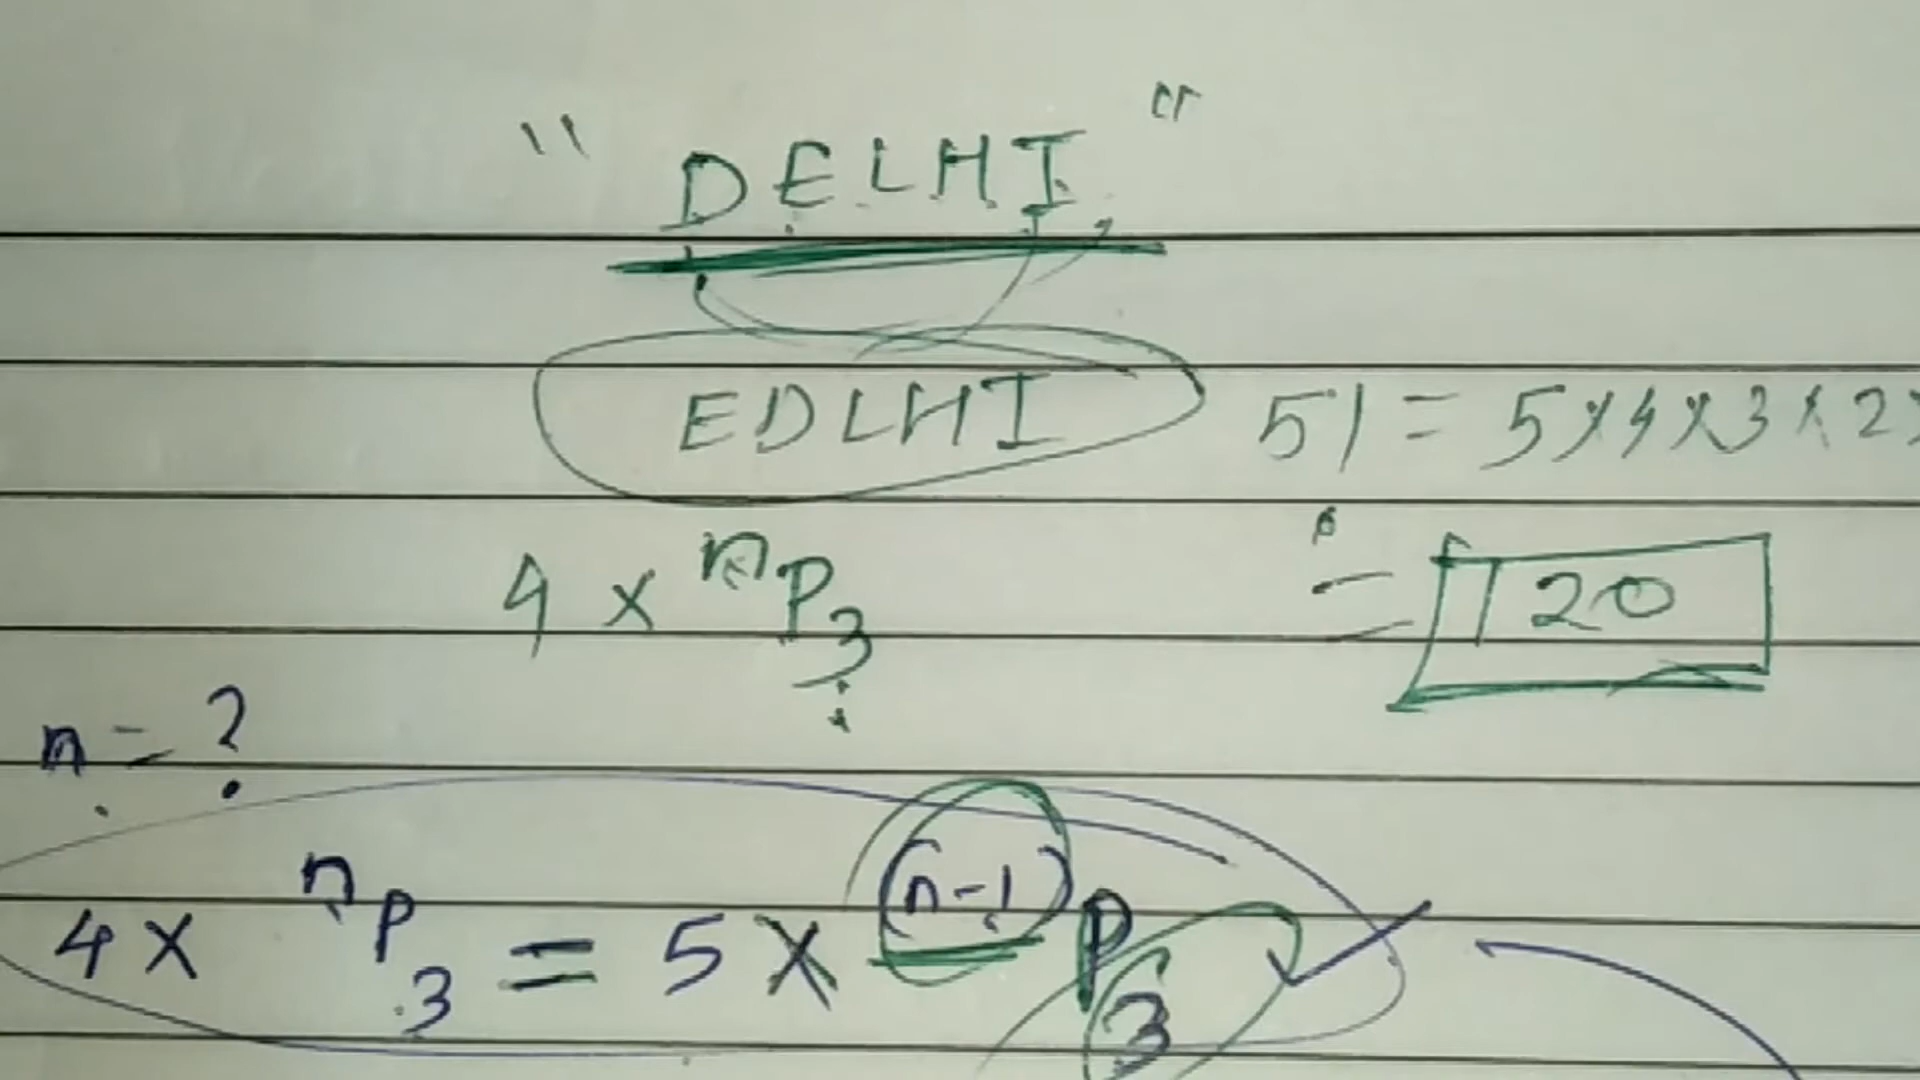 "DELHI"
EDLHI 5! = 5×4×3×2×
4 × ⁿP₃ = 120
n = ?
4 × ⁿP₃ = 5 × ⁽ⁿ⁻¹⁾P₃